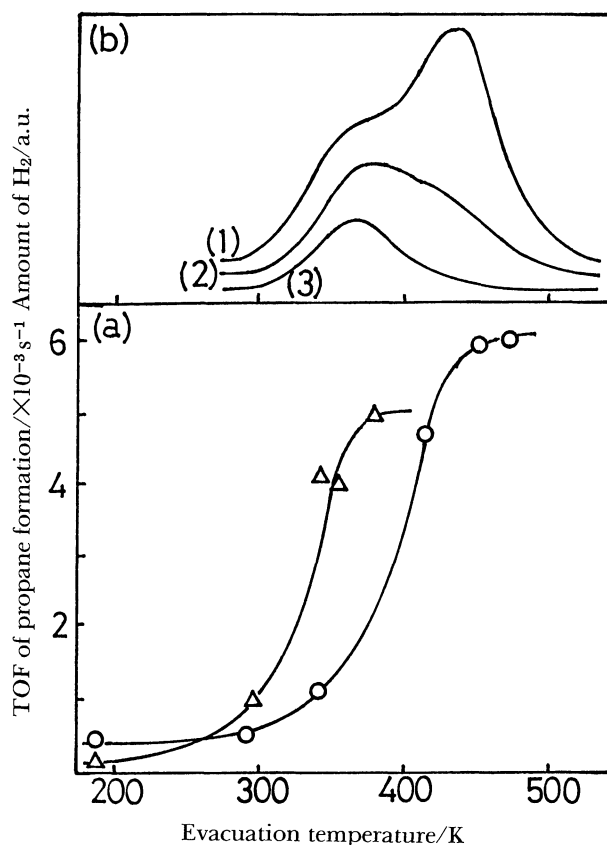 (b)
(1)
(2)
(3)
Amount of H₂/a.u.
(a)
6
4
2
TOF of propane formation/×10⁻³ s⁻¹
200 300 400 500
Evacuation temperature/K